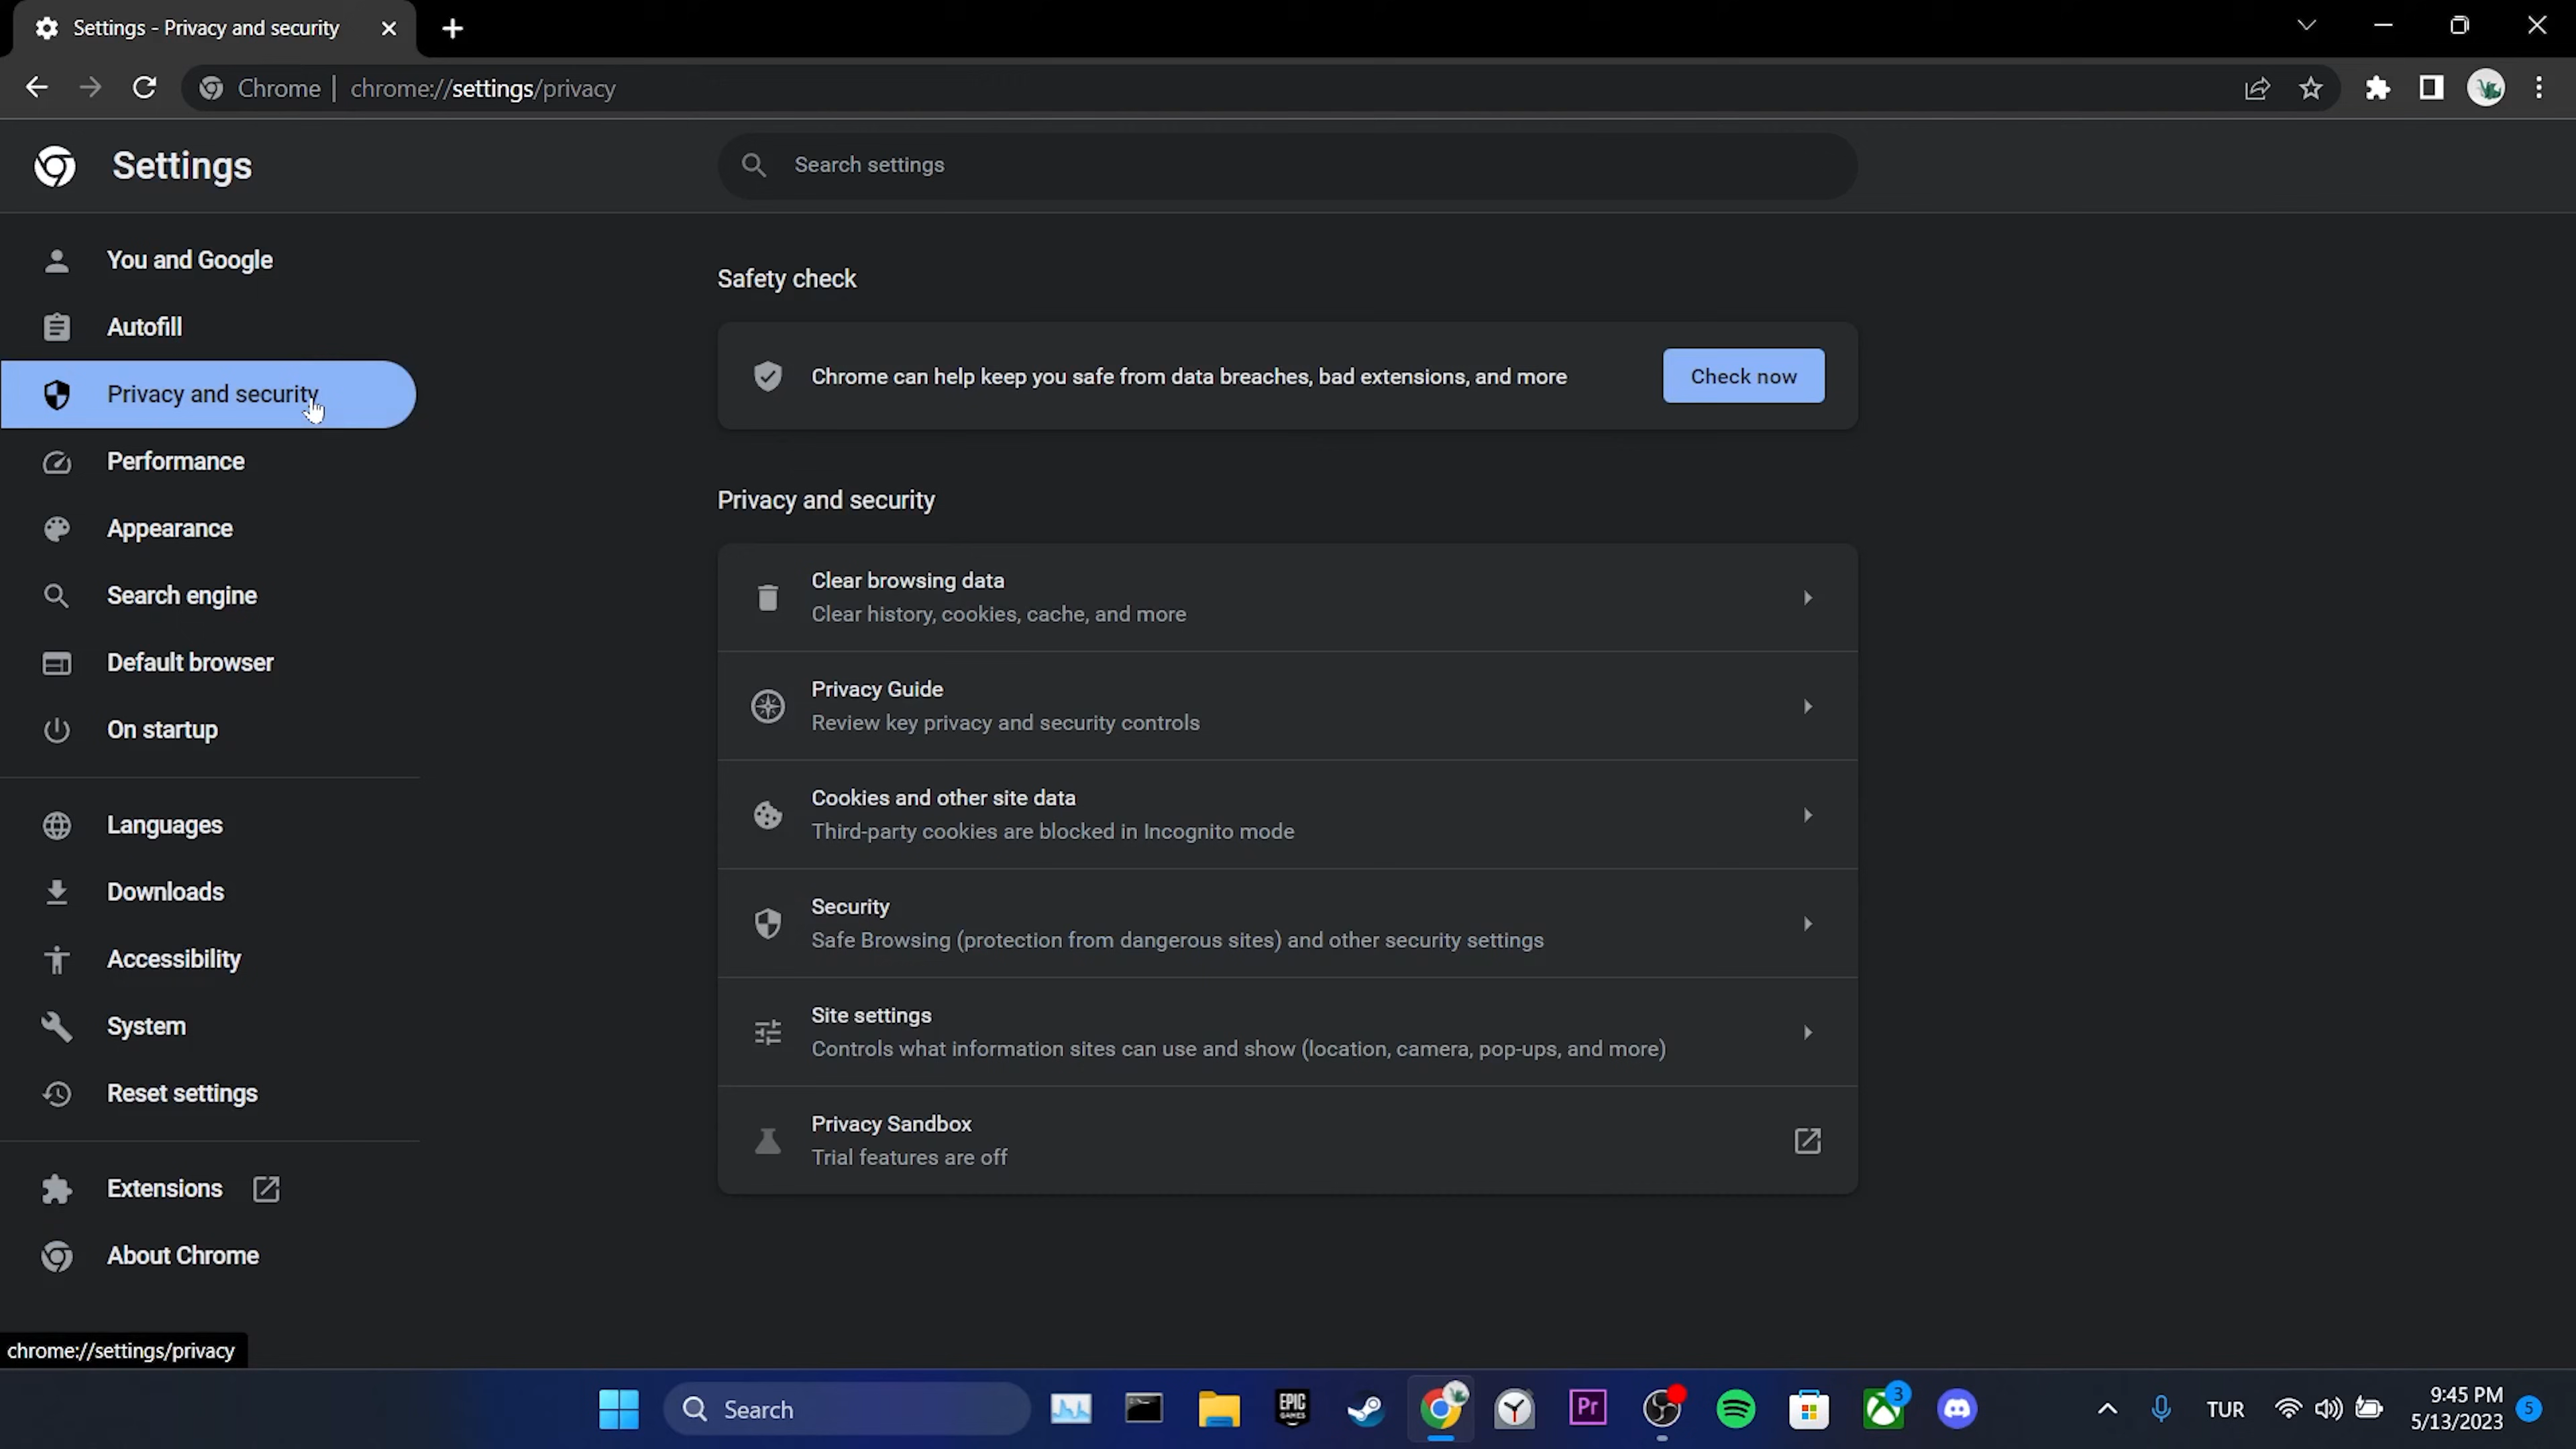 Settings - Privacy and security
Chrome | chrome://settings/privacy
Settings
Search settings
You and Google
Autofill
Privacy and security
Performance
Appearance
Search engine
Default browser
On startup
Languages
Downloads
Accessibility
System
Reset settings
Extensions
About Chrome
Safety check
Chrome can help keep you safe from data breaches, bad extensions, and more
Check now
Privacy and security
Clear browsing data
Clear history, cookies, cache, and more
Privacy Guide
Review key privacy and security controls
Cookies and other site data
Third-party cookies are blocked in Incognito mode
Security
Safe Browsing (protection from dangerous sites) and other security settings
Site settings
Controls what information sites can use and show (location, camera, pop-ups, and more)
Privacy Sandbox
Trial features are off
chrome://settings/privacy
Search
EPIC
GAMES
Pr
3
TUR
9:45 PM
5/13/2023
5